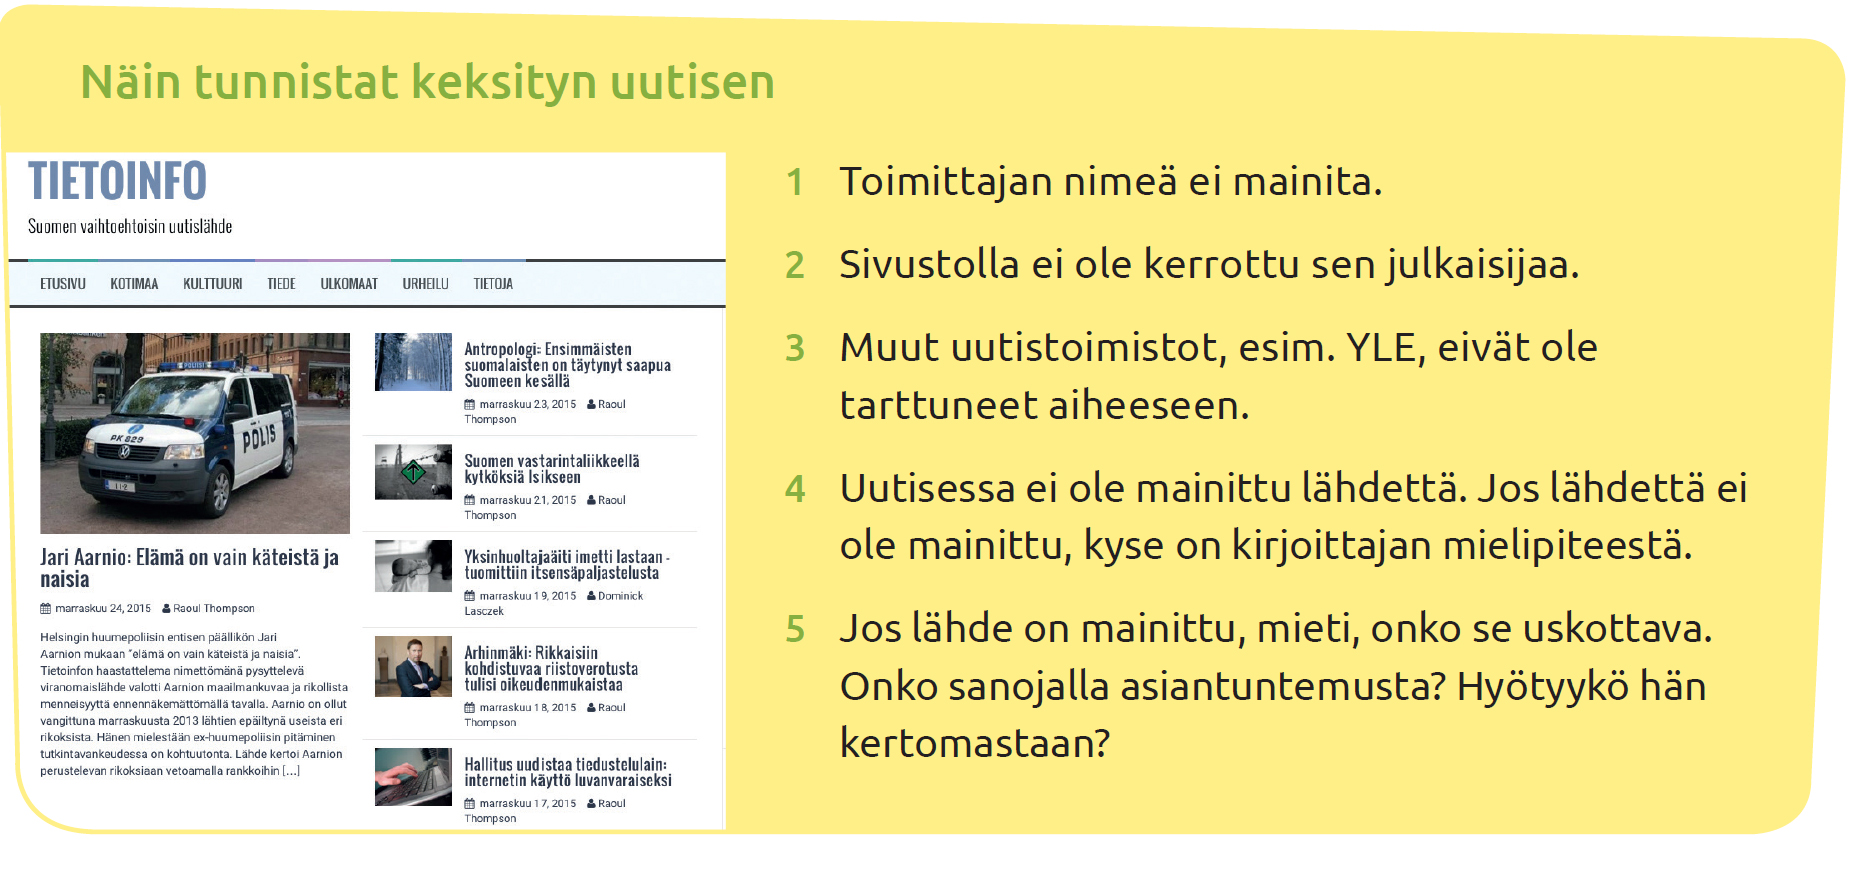 Näin tunnistat keksityn uutisen
TIETOINFO
Suomen vaihtoehtoisin uutislähde
ETUSIVU KOTIMAA KULTTUURI TIEDE ULKOMAAT URHEILU TIETOJA
POLIISI
PK 829
POLIS
Jari Aarnio: Elämä on vain käteistä ja
naisia
marraskuu 24, 2015 Raoul Thompson
Helsingin huumepoliisin entisen päällikön Jari
Aarnion mukaan "elämä on vain käteistä ja naisia".
Tietoinfon haastattelema nimettömänä pysyttelevä
viranomaislähde valotti Aarnion maailmankuvaa ja rikollista
menneisyyttä ennennäkemättömällä tavalla. Aarnio on ollut
vangittuna marraskuusta 2013 lähtien epäiltynä useista eri
rikoksista. Hänen mielestään ex-huumepoliisin pitäminen
tutkintavankeudessa on kohtuutonta. Lähde kertoi Aarnion
perustelevan rikoksiaan vetoamalla rankkoihin [...]
Antropologi: Ensimmäisten
suomalaisten on täytynyt saapua
Suomeen kesällä
marraskuu 23, 2015 Raoul
Thompson
Suomen vastarintaliikkeellä
kytköksiä Isikseen
marraskuu 21, 2015 Raoul
Thompson
Yksinhuoltajaäiti imetti lastaan -
tuomittiin itsensäpaljastelusta
marraskuu 19, 2015 Dominick
Lasczek
Arhinmäki: Rikkaisiin
kohdistuvaa riistoverotusta
tulisi oikeudenmukaistaa
marraskuu 18, 2015 Raoul
Thompson
Hallitus uudistaa tiedustelulain:
internetin käyttö luvanvaraiseksi
marraskuu 17, 2015 Raoul
Thompson
1 Toimittajan nimeä ei mainita.
2 Sivustolla ei ole kerrottu sen julkaisijaa.
3 Muut uutistoimistot, esim. YLE, eivät ole
tarttuneet aiheeseen.
4 Uutisessa ei ole mainittu lähdettä. Jos lähdettä ei
ole mainittu, kyse on kirjoittajan mielipiteestä.
5 Jos lähde on mainittu, mieti, onko se uskottava.
Onko sanojalla asiantuntemusta? Hyötyykö hän
kertomastaan?